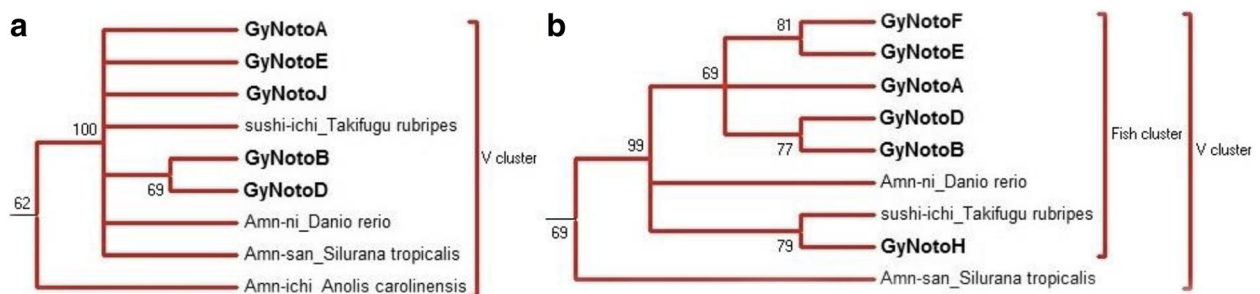 a
GyNotoA
GyNotoE
GyNotoJ
100
sushi-ichi_Takifugu rubripes
V cluster
GyNotoB
69
GyNotoD
62
Amn-ni_Danio rerio
Amn-san_Silurana tropicalis
Amn-ichi_Anolis carolinensis
b
81
GyNotoF
GyNotoE
69
GyNotoA
GyNotoD
99
77
GyNotoB
Fish cluster
V cluster
Amn-ni_Danio rerio
sushi-ichi_Takifugu rubripes
79
GyNotoH
69
Amn-san_Silurana tropicalis